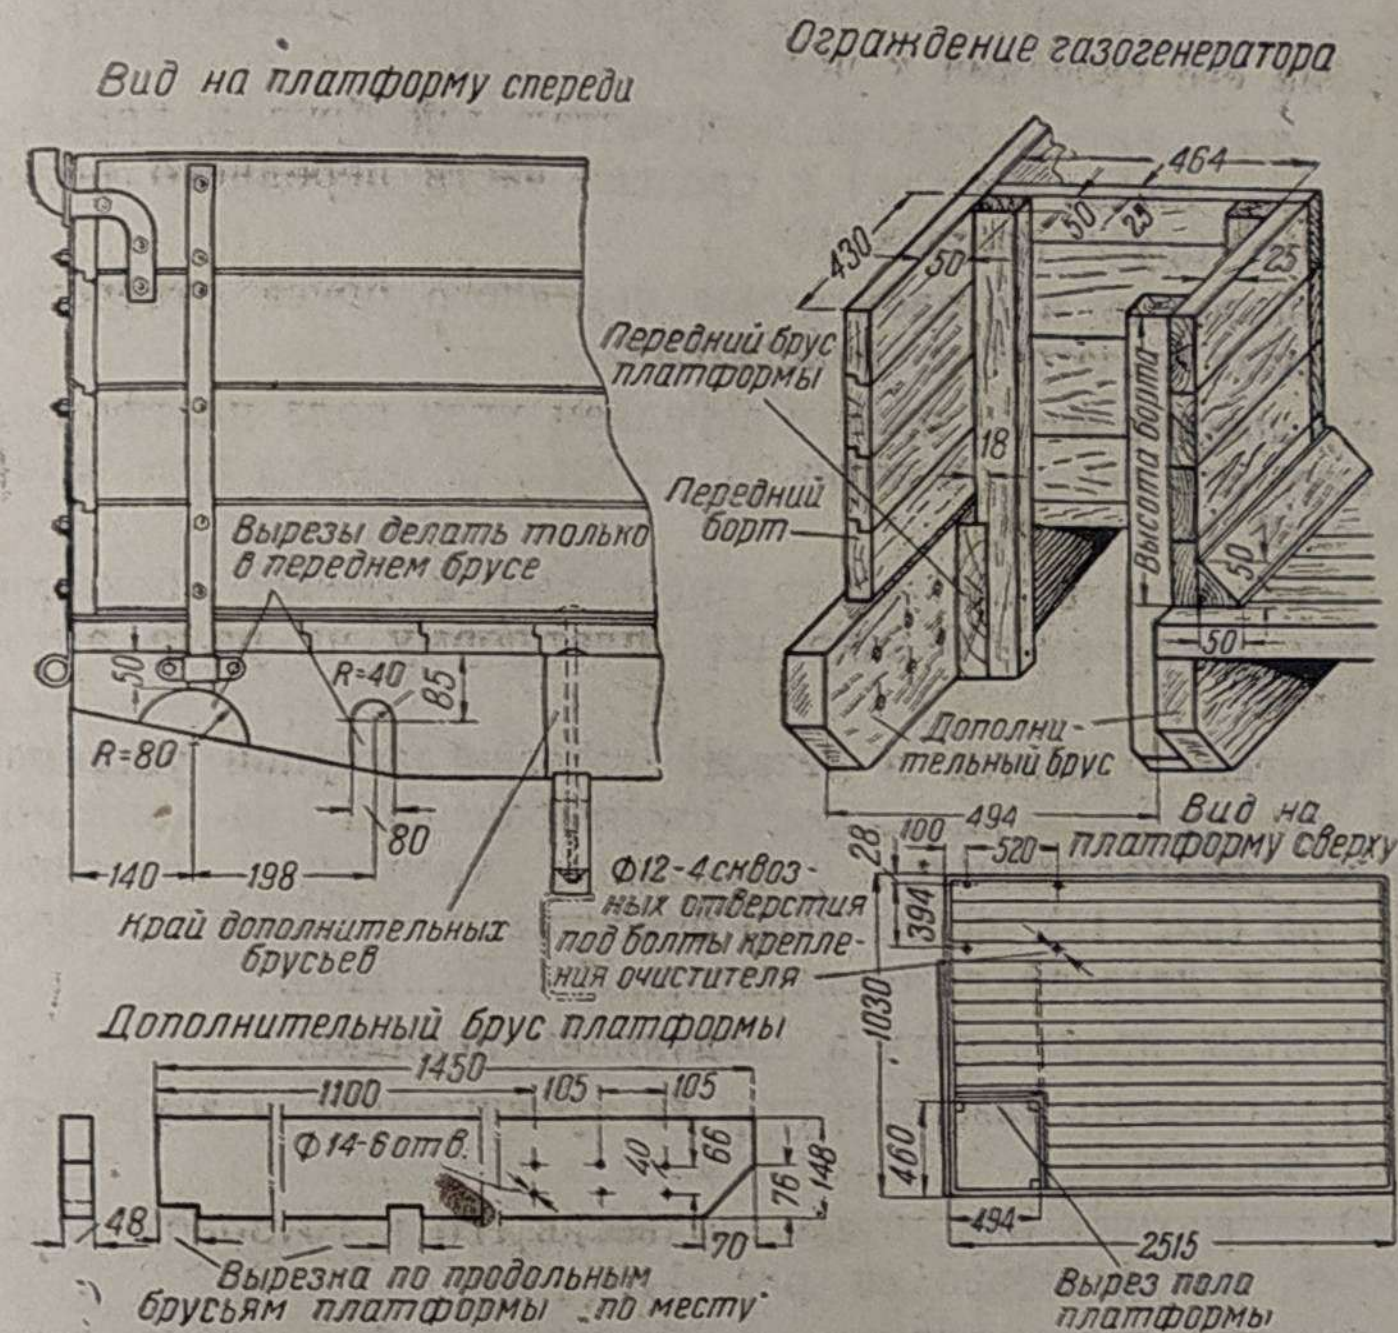 Вид на платформу спереди
Вырезы делать только
в переднем брусе
50
R=40
85
R=80
80
140
198
Край дополнительных
брусьев
Ограждение газогенератора
464
50
25
430
50
25
Передний брус
платформы
18
Передний
борт
Высота борта
50
50
Дополни-
тельный брус
494
Ф12-4 сквоз-
ных отверстия
под болты крепле-
ния очистителя
Вид на
платформу сверху
100
520
28
394
1030
460
494
2515
Вырез пола
платформы
Дополнительный брус платформы
1450
1100
105
105
Ф14-6 отв.
40
66
76
148
48
70
Вырезка по продольным
брусьям платформы „по месту“